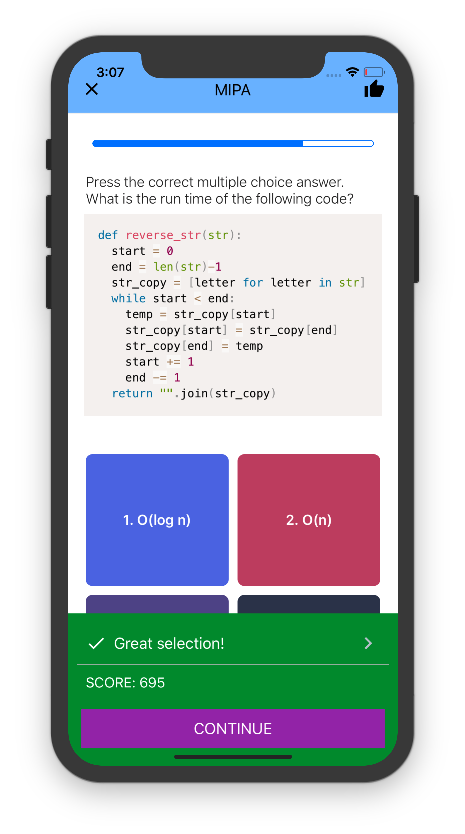 3:07
MIPA
Press the correct multiple choice answer.
What is the run time of the following code?
def reverse_str(str):
  start = 0
  end = len(str)-1
  str_copy = [letter for letter in str]
  while start < end:
    temp = str_copy[start]
    str_copy[start] = str_copy[end]
    str_copy[end] = temp
    start += 1
    end -= 1
  return "".join(str_copy)
1. O(log n)
2. O(n)
Great selection!
SCORE: 695
CONTINUE